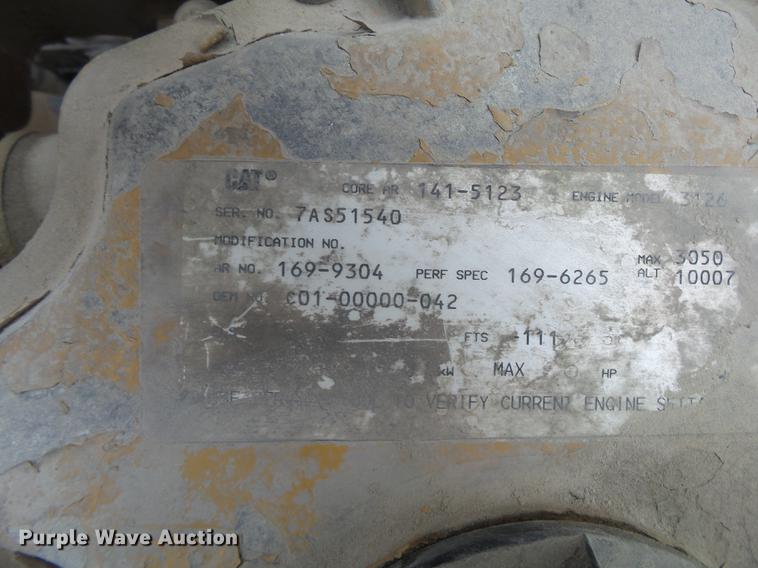 CAT®
CORE AR 141-5123 ENGINE MODEL 3126
SER. NO. 7AS51540
MODIFICATION NO.
AR NO. 169-9304 PERF SPEC 169-6265 MAX ALT 3050 10007
OEM NO. C01-00000-042
FTS -111
kW MAX HP
TO VERIFY CURRENT ENGINE
Purple Wave Auction